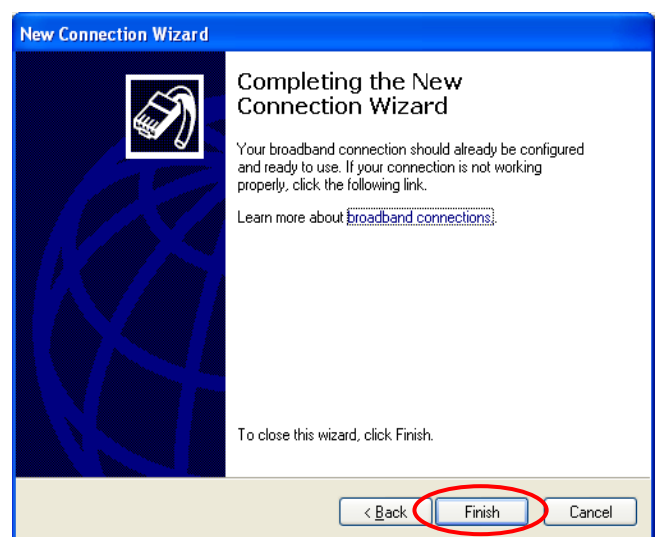 New Connection Wizard
Completing the New
Connection Wizard
Your broadband connection should already be configured
and ready to use. If your connection is not working
properly, click the following link.
Learn more about broadband connections.
To close this wizard, click Finish.
< Back
Finish
Cancel